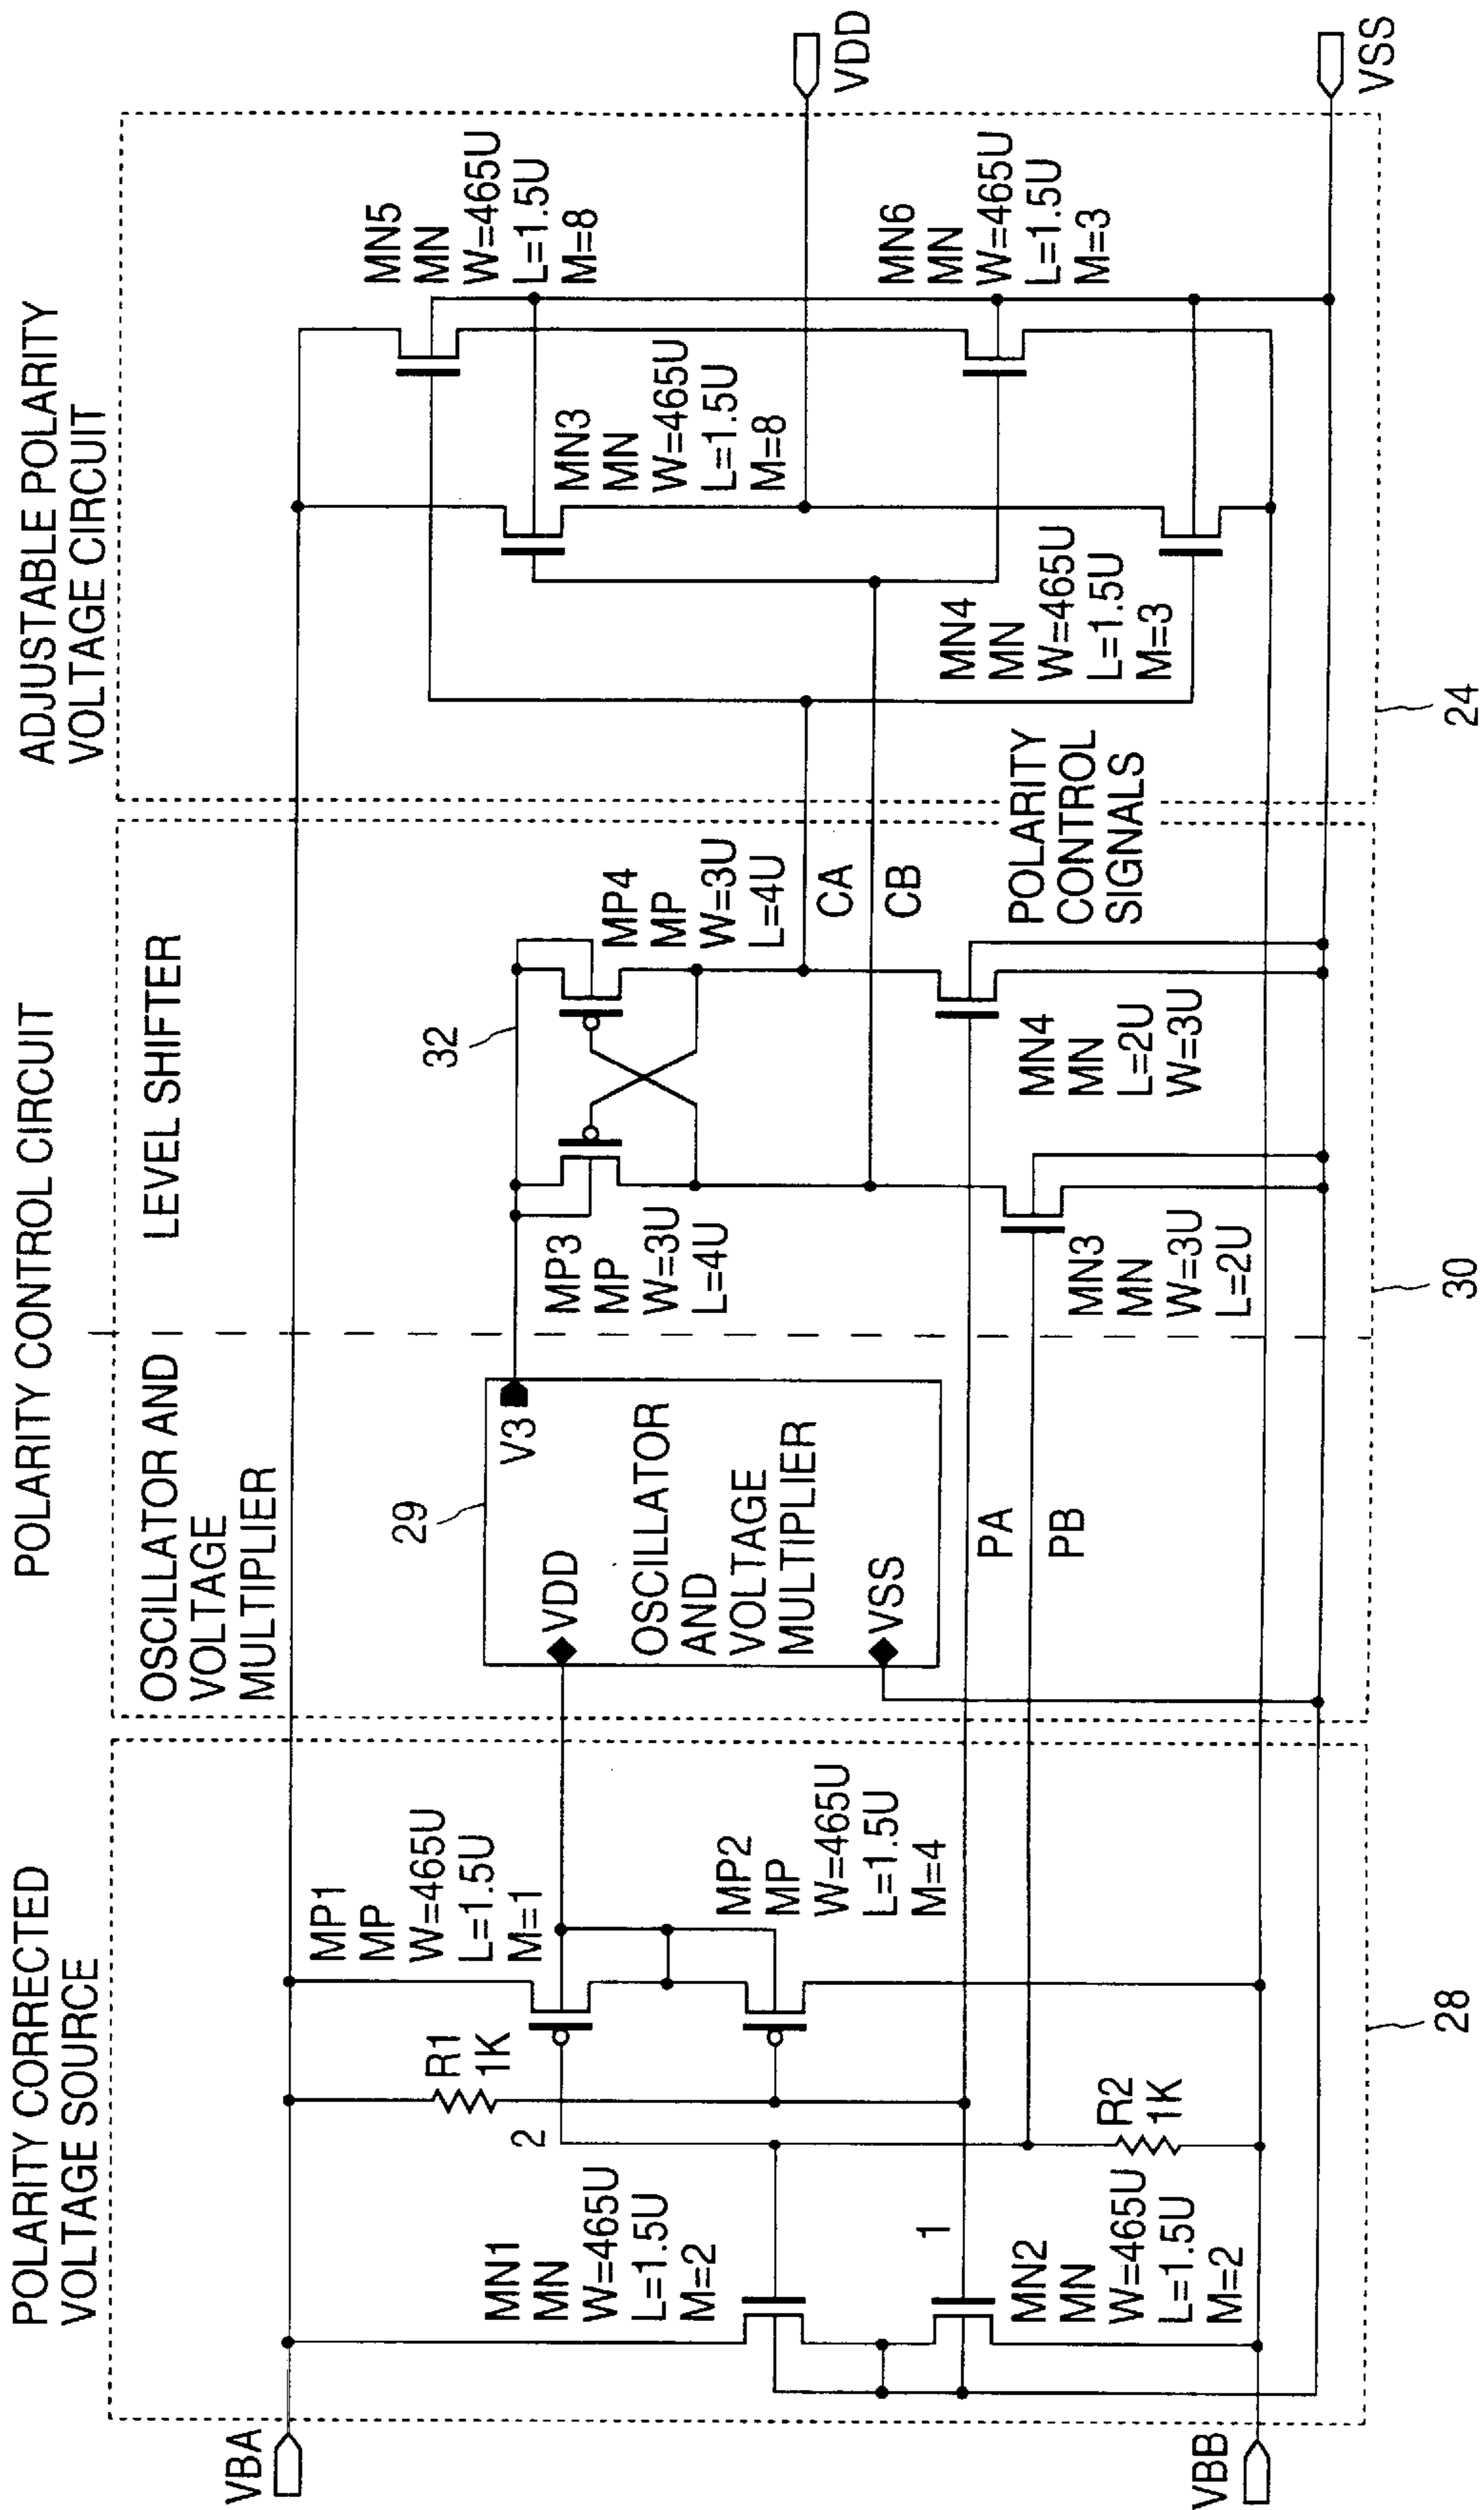 POLARITY CORRECTED
VOLTAGE SOURCE
POLARITY CONTROL CIRCUIT
ADJUSTABLE POLARITY
VOLTAGE CIRCUIT
OSCILLATOR AND
VOLTAGE
MULTIPLIER
LEVEL SHIFTER
VBA
VBB
MN1
MN
W=465U
L=1.5U
M=2
1
MN2
MN
W=465U
L=1.5U
M=2
2
R1
1K
R2
1K
MP1
MP
W=465U
L=1.5U
M=1
MP2
MP
W=465U
L=1.5U
M=4
28
29
VDD
V3
OSCILLATOR
AND
VOLTAGE
MULTIPLIER
VSS
PA
PB
MP3
MP
W=3U
L=4U
32
MP4
MP
W=3U
L=4U
MN3
MN
W=3U
L=2U
MN4
MN
L=2U
W=3U
30
CA
CB
POLARITY
CONTROL
SIGNALS
MN3
MN
W=465U
L=1.5U
M=8
MN4
MN
W=465U
L=1.5U
M=3
MN5
MN
W=465U
L=1.5U
M=8
MN6
MN
W=465U
L=1.5U
M=3
24
VDD
VSS